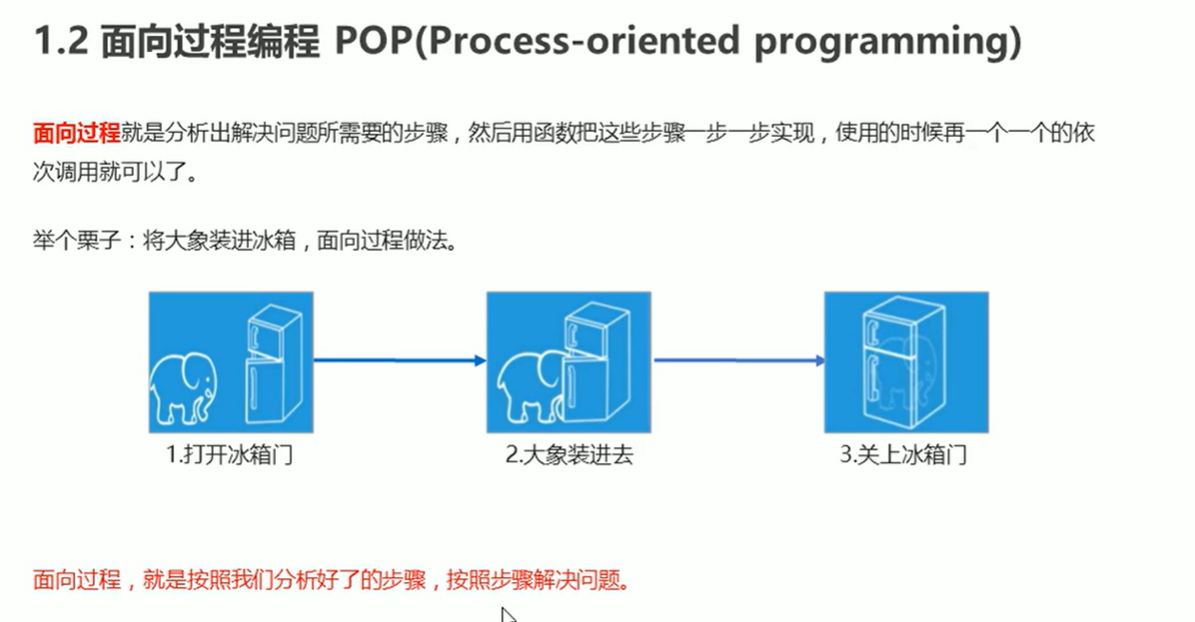 1.2 面向过程编程 POP(Process-oriented programming)
面向过程就是分析出解决问题所需要的步骤，然后用函数把这些步骤一步一步实现，使用的时候再一个一个的依
次调用就可以了。
举个栗子：将大象装进冰箱，面向过程做法。
1.打开冰箱门
2.大象装进去
3.关上冰箱门
面向过程，就是按照我们分析好了的步骤，按照步骤解决问题。